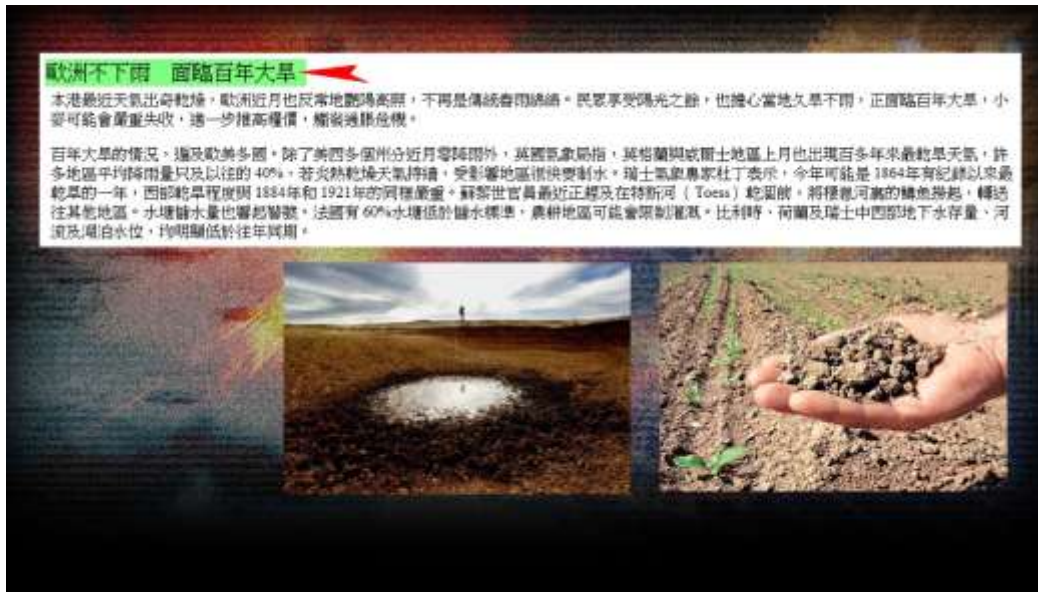 歐洲不下雨　面臨百年大旱
本港最近天氣出奇乾燥，歐洲近月也反常地艷陽高照，不再是傳統春雨綿綿。民眾享受陽光之餘，也擔心當地久旱不雨，正面臨百年大旱，小
麥可能會嚴重失收，進一步推高糧價，觸發通脹危機。
百年大旱的情況，遍及歐美多國。除了美西多個州分近月零降雨外，英國氣象局指，英格蘭與威爾士地區上月也出現百多年來最乾旱天氣，許
多地區平均降雨量只及以往的 40%，若炎熱乾燥天氣持續，受影響地區很快要制水。瑞士氣象專家杜丁表示，今年可能是 1864年有紀錄以來最
乾旱的一年，西部乾旱程度與 1884年和 1921年的同樣嚴重。蘇黎世官員最近正趕及在特斯河（Toess）乾涸前，將棲息河裏的鱒魚撈起，轉送
往其他地區。水塘儲水量也響起警號。法國有 60%水塘低於儲水標準，農耕地區可能會限制灌溉。比利時、荷蘭及瑞士中西部地下水存量、河
流及湖泊水位，均明顯低於往年同期。